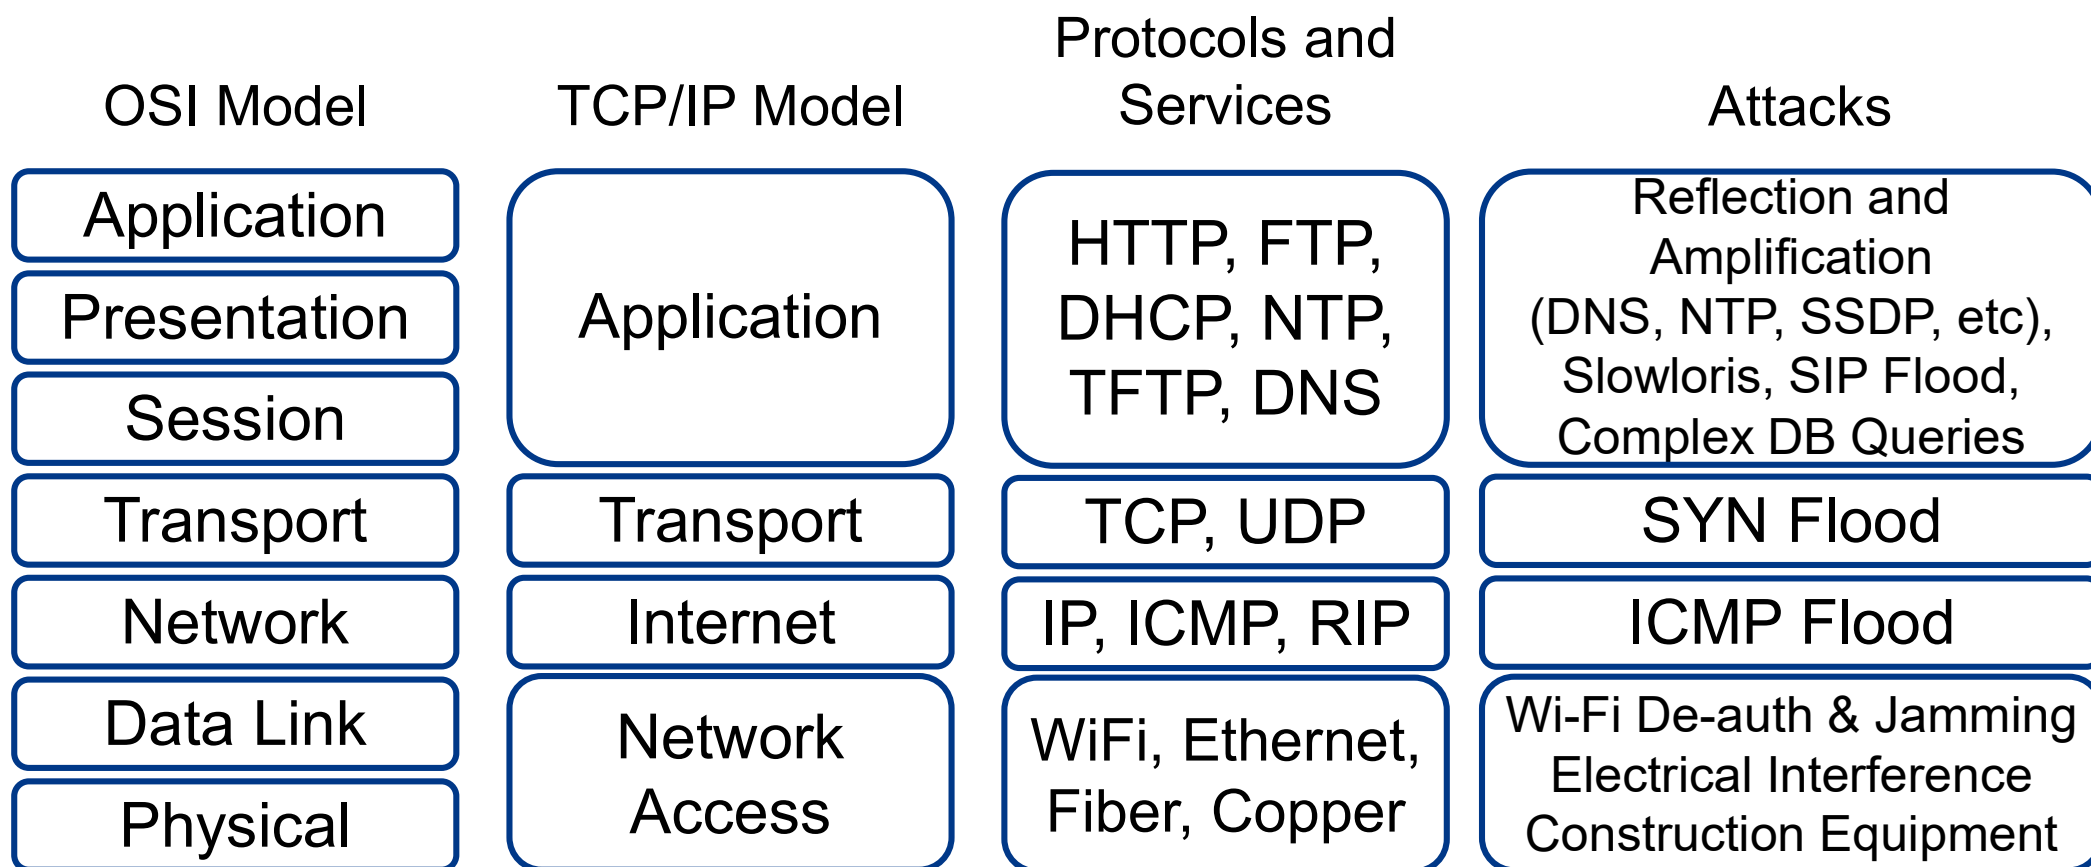 OSI Model
TCP/IP Model
Protocols and
Services
Attacks
Application
Presentation
Session
Transport
Network
Data Link
Physical
Application
Transport
Internet
Network
Access
HTTP, FTP,
DHCP, NTP,
TFTP, DNS
TCP, UDP
IP, ICMP, RIP
WiFi, Ethernet,
Fiber, Copper
Reflection and
Amplification
(DNS, NTP, SSDP, etc),
Slowloris, SIP Flood,
Complex DB Queries
SYN Flood
ICMP Flood
Wi-Fi De-auth & Jamming
Electrical Interference
Construction Equipment